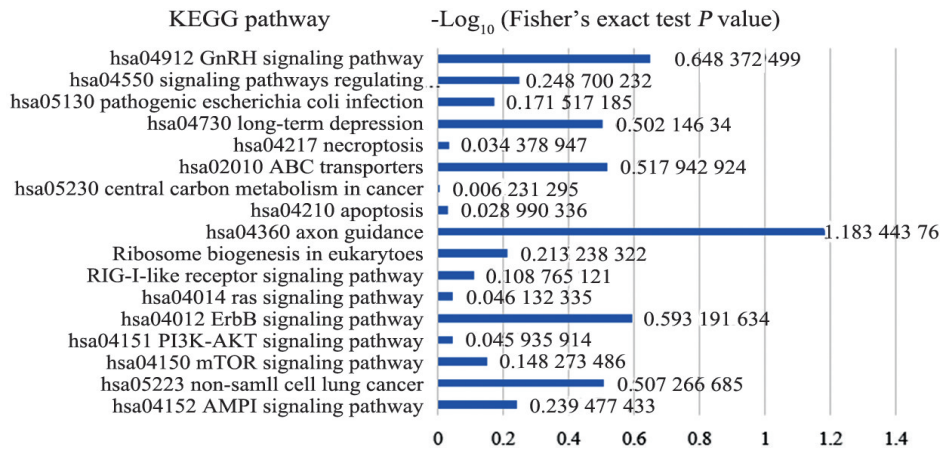 KEGG pathway -Log10 (Fisher's exact test P value)
hsa04912 GnRH signaling pathway 0.648 372 499
hsa04550 signaling pathways regulating .. 0.248 700 232
hsa05130 pathogenic escherichia coli infection 0.171 517 185
hsa04730 long-term depression 0.502 146 34
hsa04217 necroptosis 0.034 378 947
hsa02010 ABC transporters 0.517 942 924
hsa05230 central carbon metabolism in cancer 0.006 231 295
hsa04210 apoptosis 0.028 990 336
hsa04360 axon guidance 1.183 443 76
Ribosome biogenesis in eukarytoes 0.213 238 322
RIG-I-like receptor signaling pathway 0.108 765 121
hsa04014 ras signaling pathway 0.046 132 335
hsa04012 ErbB signaling pathway 0.593 191 634
hsa04151 PI3K-AKT signaling pathway 0.045 935 914
hsa04150 mTOR signaling pathway 0.148 273 486
hsa05223 non-samll cell lung cancer 0.507 266 685
hsa04152 AMPI signaling pathway 0.239 477 433
0 0.2 0.4 0.6 0.8 1 1.2 1.4